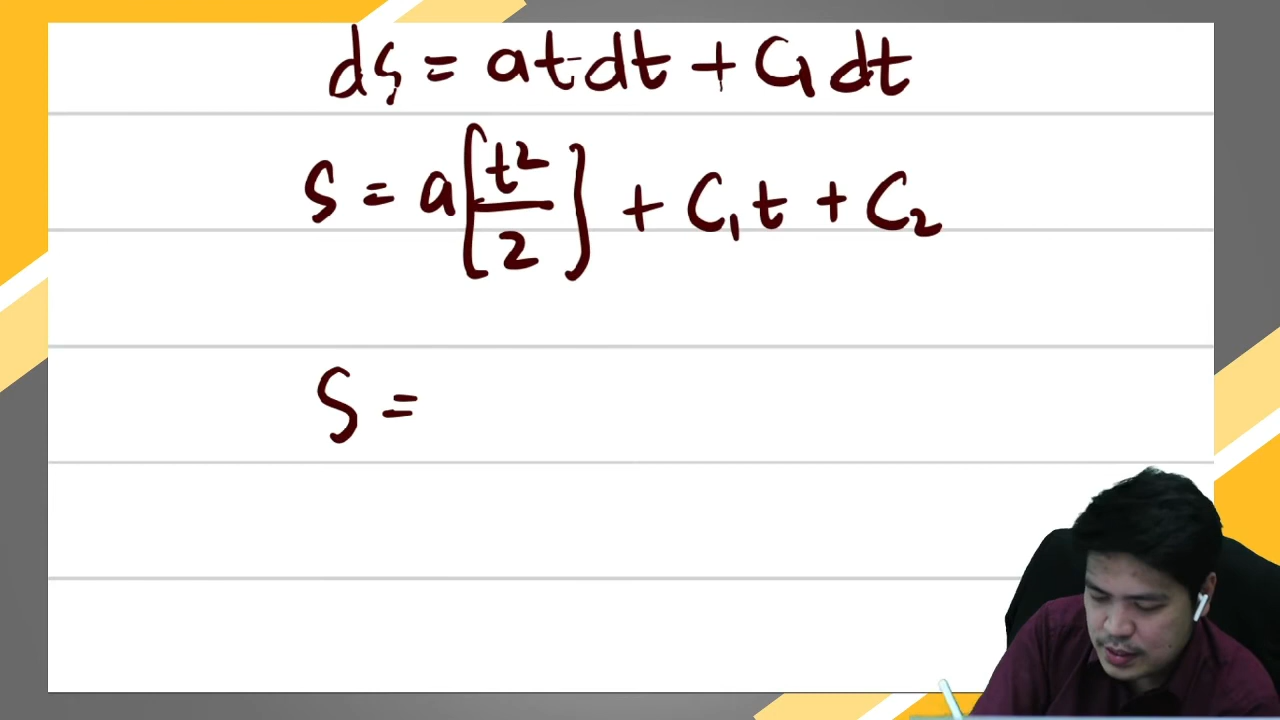 ds = at dt + C₁ dt
s = a[t²/2] + C₁t + C₂
S =